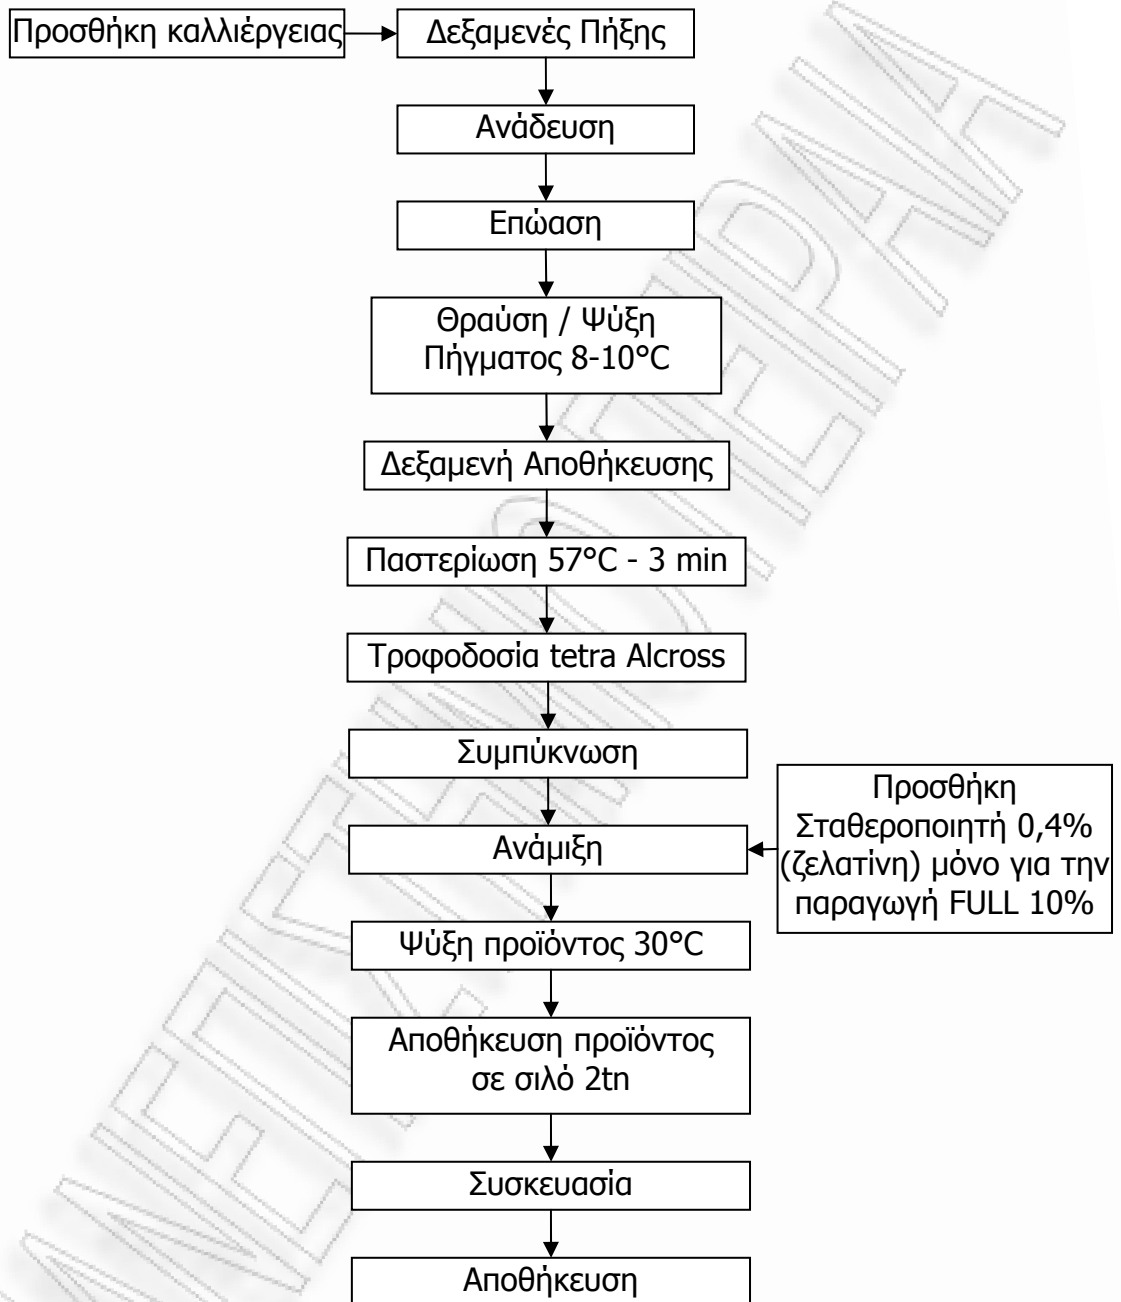 Προσθήκη καλλιέργειας
Δεξαμενές Πήξης
Ανάδευση
Επώαση
Θραύση / Ψύξη
Πήγματος 8-10°C
Δεξαμενή Αποθήκευσης
Παστερίωση 57°C - 3 min
Τροφοδοσία tetra Alcross
Συμπύκνωση
Προσθήκη
Σταθεροποιητή 0,4%
(ζελατίνη) μόνο για την
παραγωγή FULL 10%
Ανάμιξη
Ψύξη προϊόντος 30°C
Αποθήκευση προϊόντος
σε σιλό 2tn
Συσκευασία
Αποθήκευση